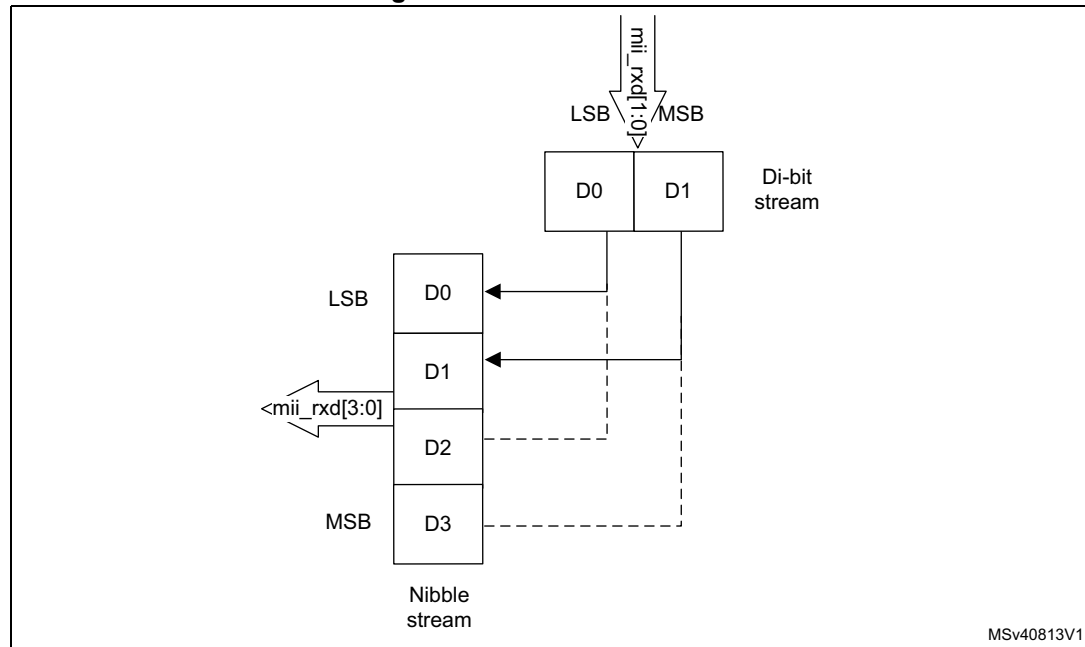 mii_rxd[1:0]>
LSB
MSB
D0
D1
Di-bit
stream
LSB
D0
D1
<mii_rxd[3:0]
D2
MSB
D3
Nibble
stream
MSv40813V1